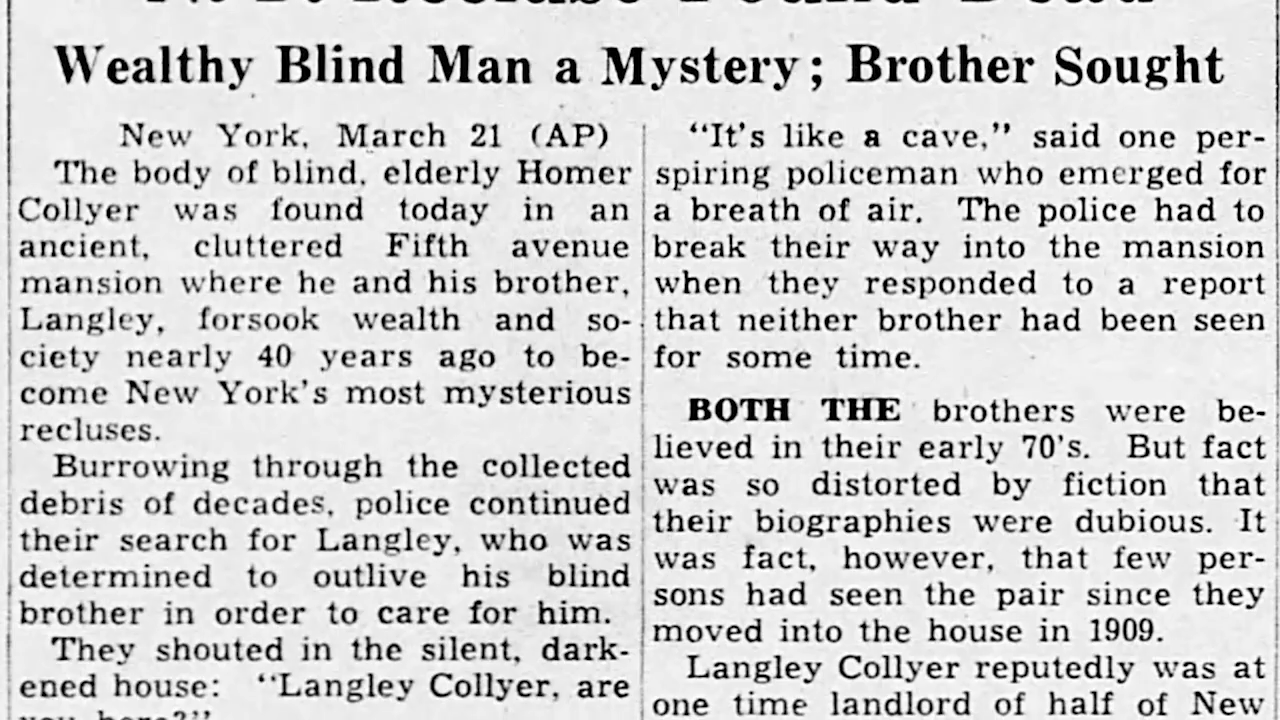 Wealthy Blind Man a Mystery; Brother Sought
New York, March 21 (AP)
The body of blind, elderly Homer
Collyer was found today in an
ancient, cluttered Fifth avenue
mansion where he and his brother,
Langley, forsook wealth and so-
ciety nearly 40 years ago to be-
come New York's most mysterious
recluses.
Burrowing through the collected
debris of decades, police continued
their search for Langley, who was
determined to outlive his blind
brother in order to care for him.
They shouted in the silent, dark-
ened house: "Langley Collyer, are
you here?"
"It's like a cave," said one per-
spiring policeman who emerged for
a breath of air. The police had to
break their way into the mansion
when they responded to a report
that neither brother had been seen
for some time.
BOTH THE brothers were be-
lieved in their early 70's. But fact
was so distorted by fiction that
their biographies were dubious. It
was fact, however, that few per-
sons had seen the pair since they
moved into the house in 1909.
Langley Collyer reputedly was at
one time landlord of half of New